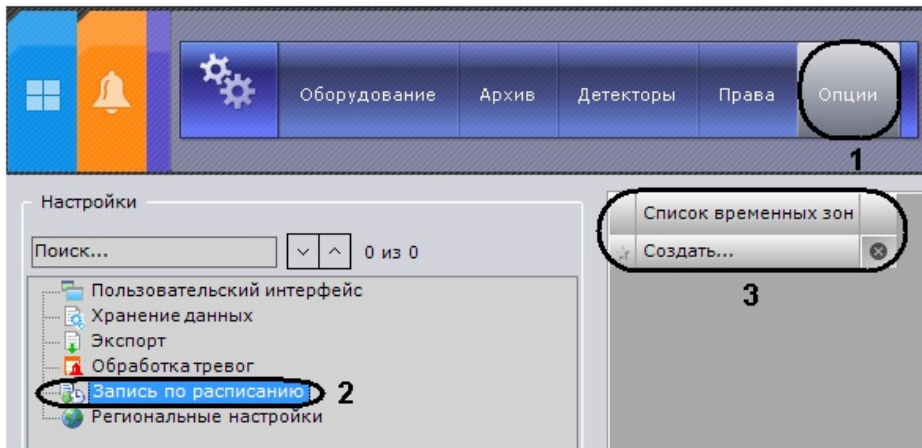 Оборудование Архив Детекторы Права Опции
1
Настройки
Поиск... 0 из 0
Пользовательский интерфейс
Хранение данных
Экспорт
Обработка тревог
Запись по расписанию 2
Региональные настройки
Список временных зон
Создать...
3